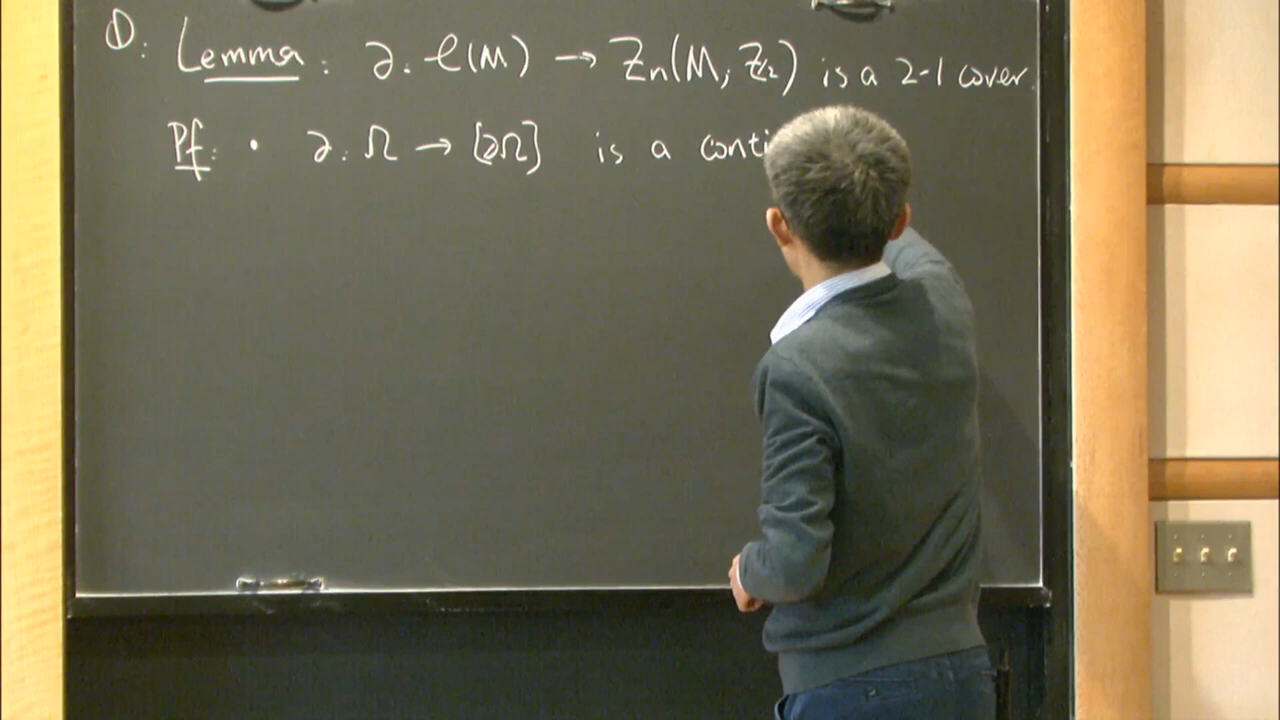 ①: Lemma: ∂: C(M) → Zn(M, Z2) is a 2-1 cover
Pf: • ∂: Ω → [∂Ω] is a conti